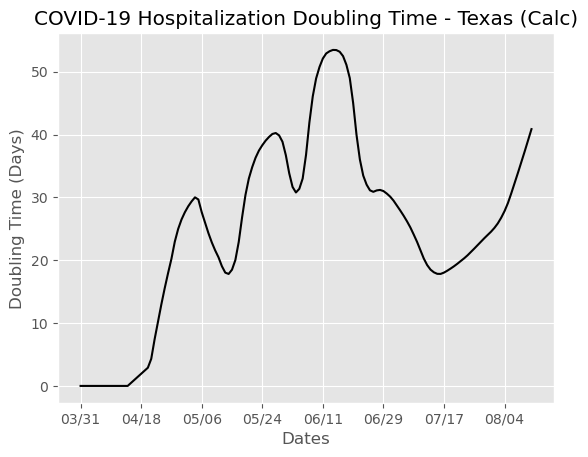 COVID-19 Hospitalization Doubling Time - Texas (Calc)
Doubling Time (Days)
50
40
30
20
10
0
03/31 04/18 05/06 05/24 06/11 06/29 07/17 08/04
Dates